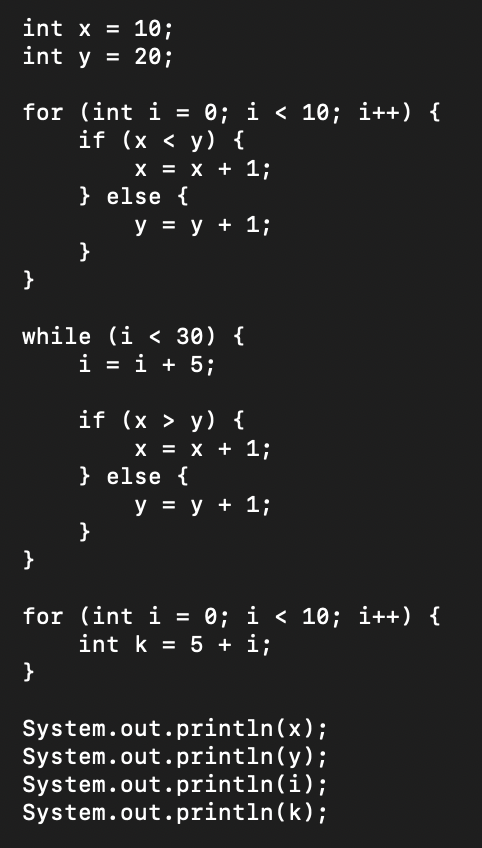 int x = 10;
int y = 20;

for (int i = 0; i < 10; i++) {
    if (x < y) {
        x = x + 1;
    } else {
        y = y + 1;
    }
}

while (i < 30) {
    i = i + 5;

    if (x > y) {
        x = x + 1;
    } else {
        y = y + 1;
    }
}

for (int i = 0; i < 10; i++) {
    int k = 5 + i;
}

System.out.println(x);
System.out.println(y);
System.out.println(i);
System.out.println(k);